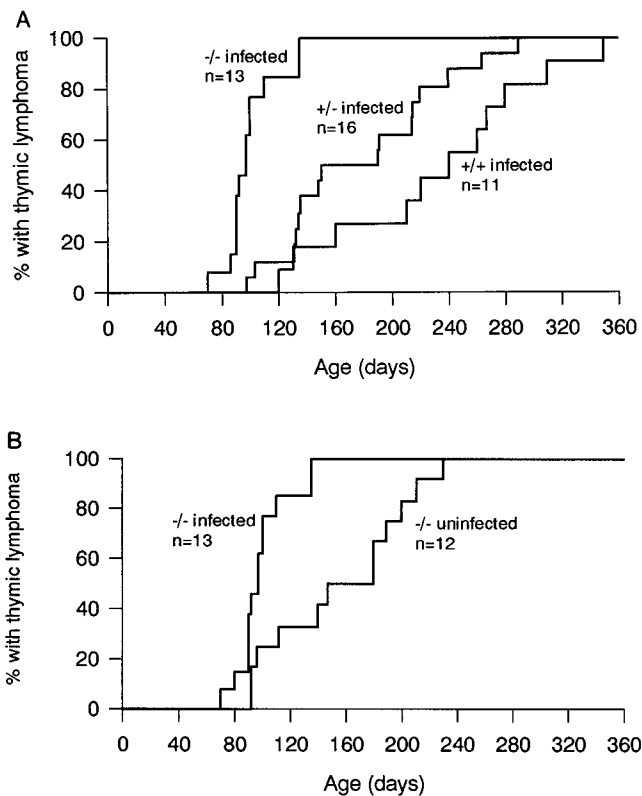 A
% with thymic lymphoma
100
80
60
40
20
0
-/- infected
n=13
+/- infected
n=16
+/+ infected
n=11
0 40 80 120 160 200 240 280 320 360
Age (days)
B
% with thymic lymphoma
100
80
60
40
20
0
-/- infected
n=13
-/- uninfected
n=12
0 40 80 120 160 200 240 280 320 360
Age (days)